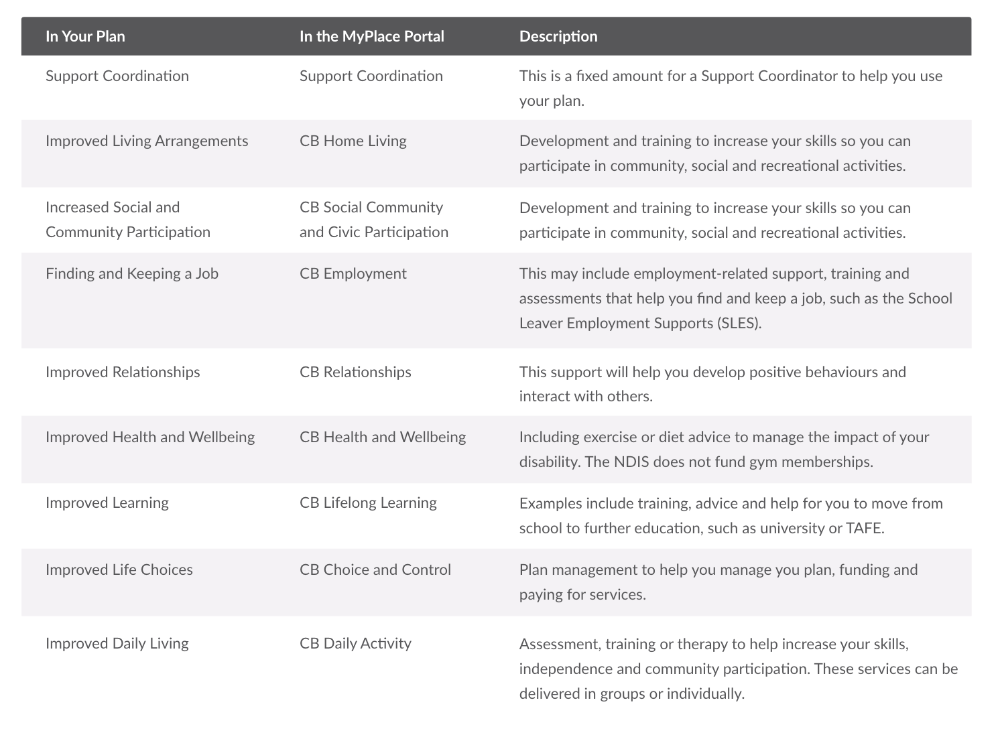 In Your Plan In the MyPlace Portal Description
Support Coordination Support Coordination This is a fixed amount for a Support Coordinator to help you use
your plan.
Improved Living Arrangements CB Home Living Development and training to increase your skills so you can
participate in community, social and recreational activities.
Increased Social and CB Social Community Development and training to increase your skills so you can
Community Participation and Civic Participation participate in community, social and recreational activities.
Finding and Keeping a Job CB Employment This may include employment-related support, training and
assessments that help you find and keep a job, such as the School
Leaver Employment Supports (SLES).
Improved Relationships CB Relationships This support will help you develop positive behaviours and
interact with others.
Improved Health and Wellbeing CB Health and Wellbeing Including exercise or diet advice to manage the impact of your
disability. The NDIS does not fund gym memberships.
Improved Learning CB Lifelong Learning Examples include training, advice and help for you to move from
school to further education, such as university or TAFE.
Improved Life Choices CB Choice and Control Plan management to help you manage you plan, funding and
paying for services.
Improved Daily Living CB Daily Activity Assessment, training or therapy to help increase your skills,
independence and community participation. These services can be
delivered in groups or individually.